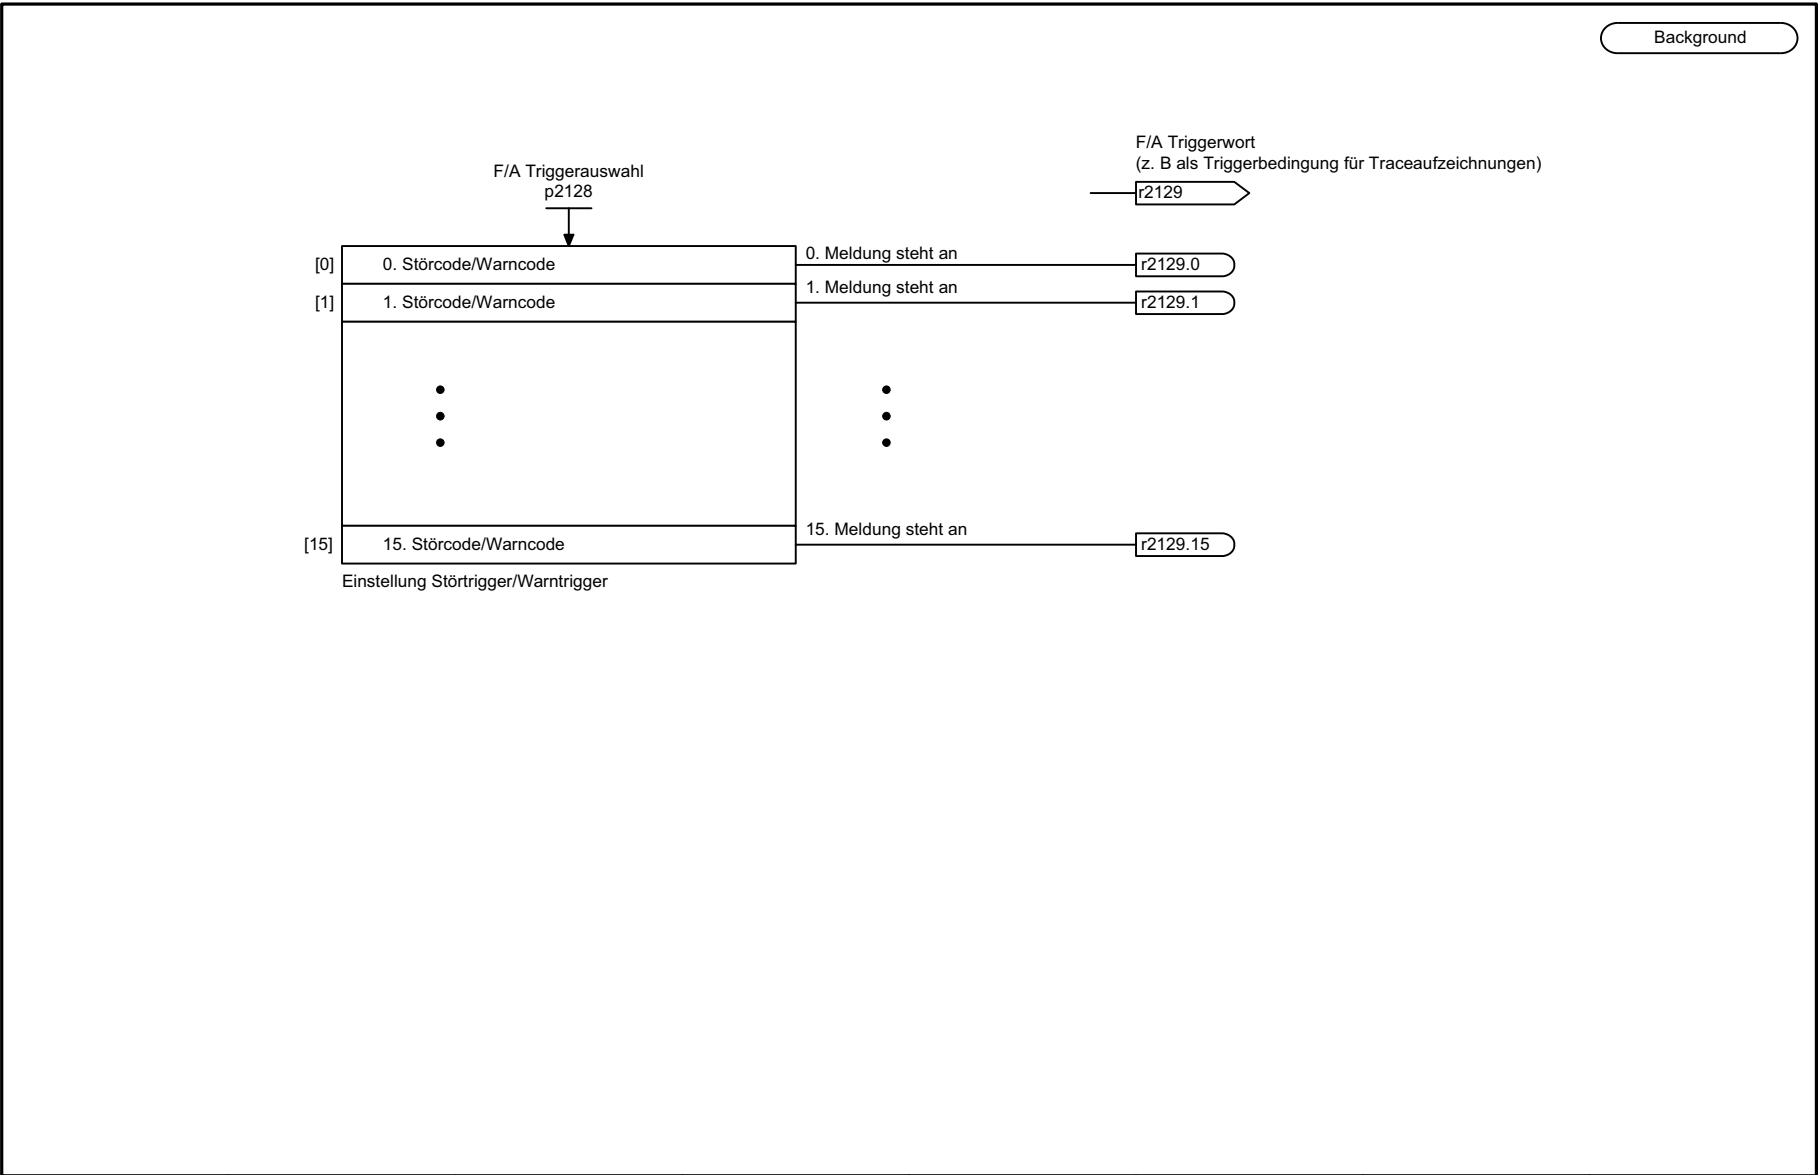 Background
F/A Triggerwort
(z. B als Triggerbedingung für Traceaufzeichnungen)
r2129
F/A Triggerauswahl
p2128
[0] 0. Störcode/Warncode 0. Meldung steht an r2129.0
[1] 1. Störcode/Warncode 1. Meldung steht an r2129.1
[15] 15. Störcode/Warncode 15. Meldung steht an r2129.15
Einstellung Störtrigger/Warntrigger